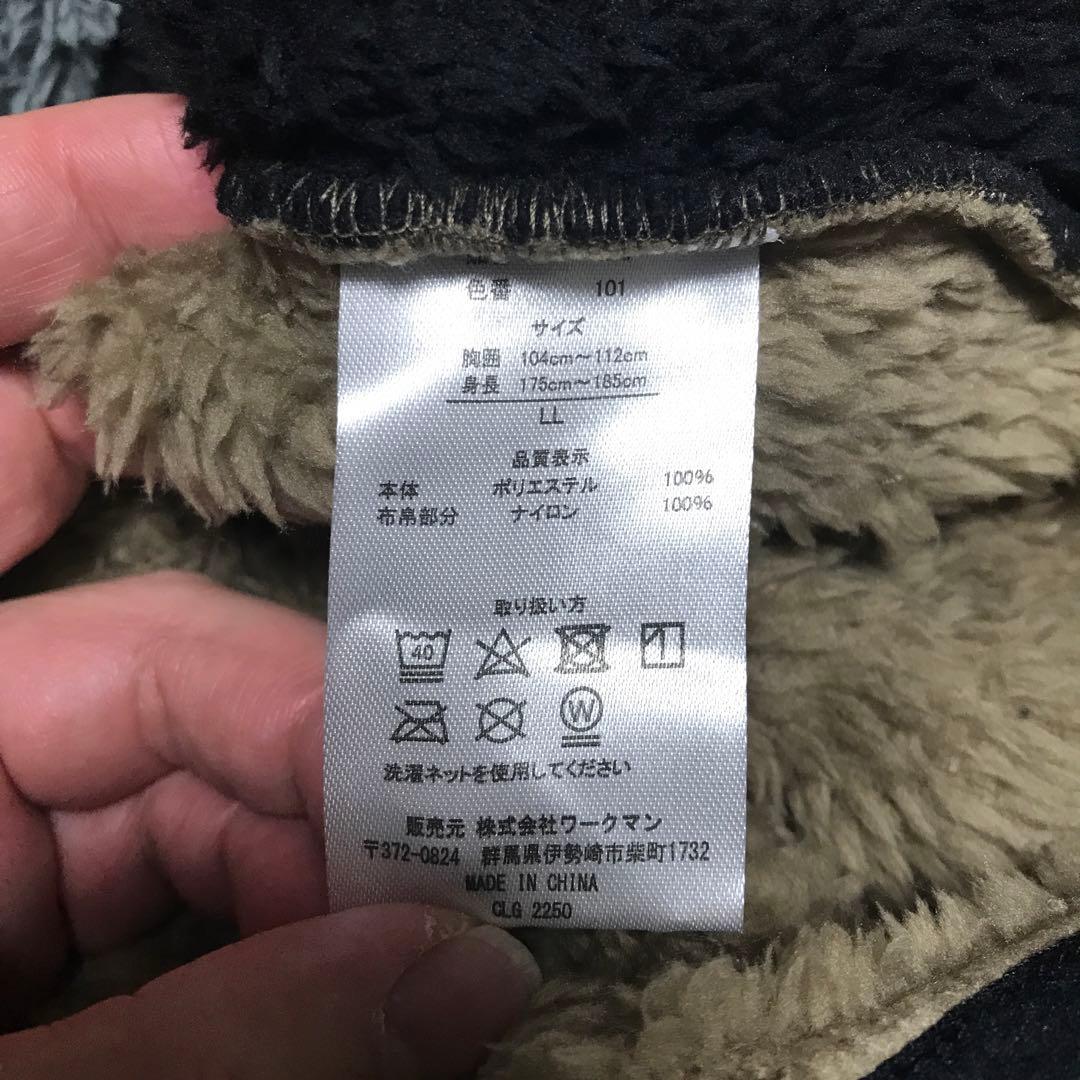 色番 101
サイズ
胸囲 104cm～112cm
身長 175cm～185cm
LL
品質表示
本体 ポリエステル 100%
布帛部分 ナイロン 100%
取り扱い方
40
W
洗濯ネットを使用してください
販売元 株式会社ワークマン
〒372-0824 群馬県伊勢崎市柴町1732
MADE IN CHINA
CLG 2250